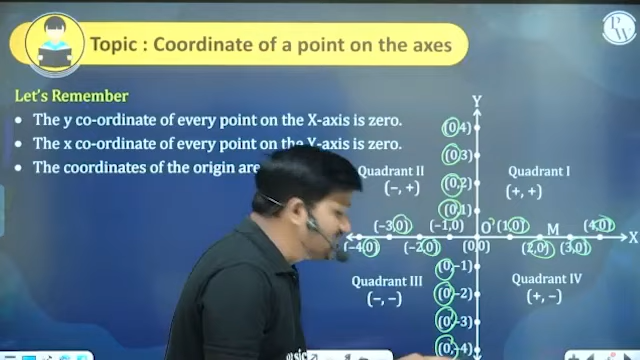 PW
Topic : Coordinate of a point on the axes
Let's Remember
• The y co-ordinate of every point on the X-axis is zero.
• The x co-ordinate of every point on the Y-axis is zero.
• The coordinates of the origin are
Y
(0,4)
(0,3)
Quadrant II
(−, +)
(0,2)
Quadrant I
(+, +)
(0,1)
(−3,0) (−1,0) O (1,0) M (4,0)
X
(−4,0) (−2,0) (0,0) (2,0) (3,0)
(0,−1)
Quadrant III
(−, −)
(0,−2)
Quadrant IV
(+, −)
(0,−3)
(0,−4)